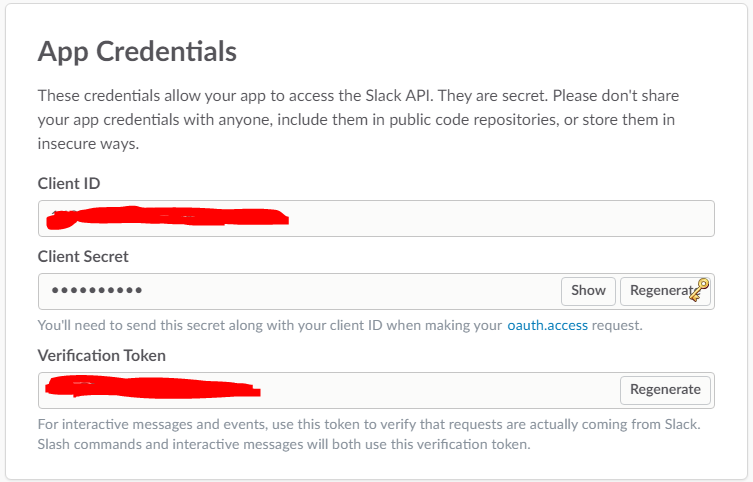 App Credentials
These credentials allow your app to access the Slack API. They are secret. Please don't share
your app credentials with anyone, include them in public code repositories, or store them in
insecure ways.
Client ID
Client Secret
••••••••••
Show
Regenerate
You'll need to send this secret along with your client ID when making your oauth.access request.
Verification Token
Regenerate
For interactive messages and events, use this token to verify that requests are actually coming from Slack.
Slash commands and interactive messages will both use this verification token.